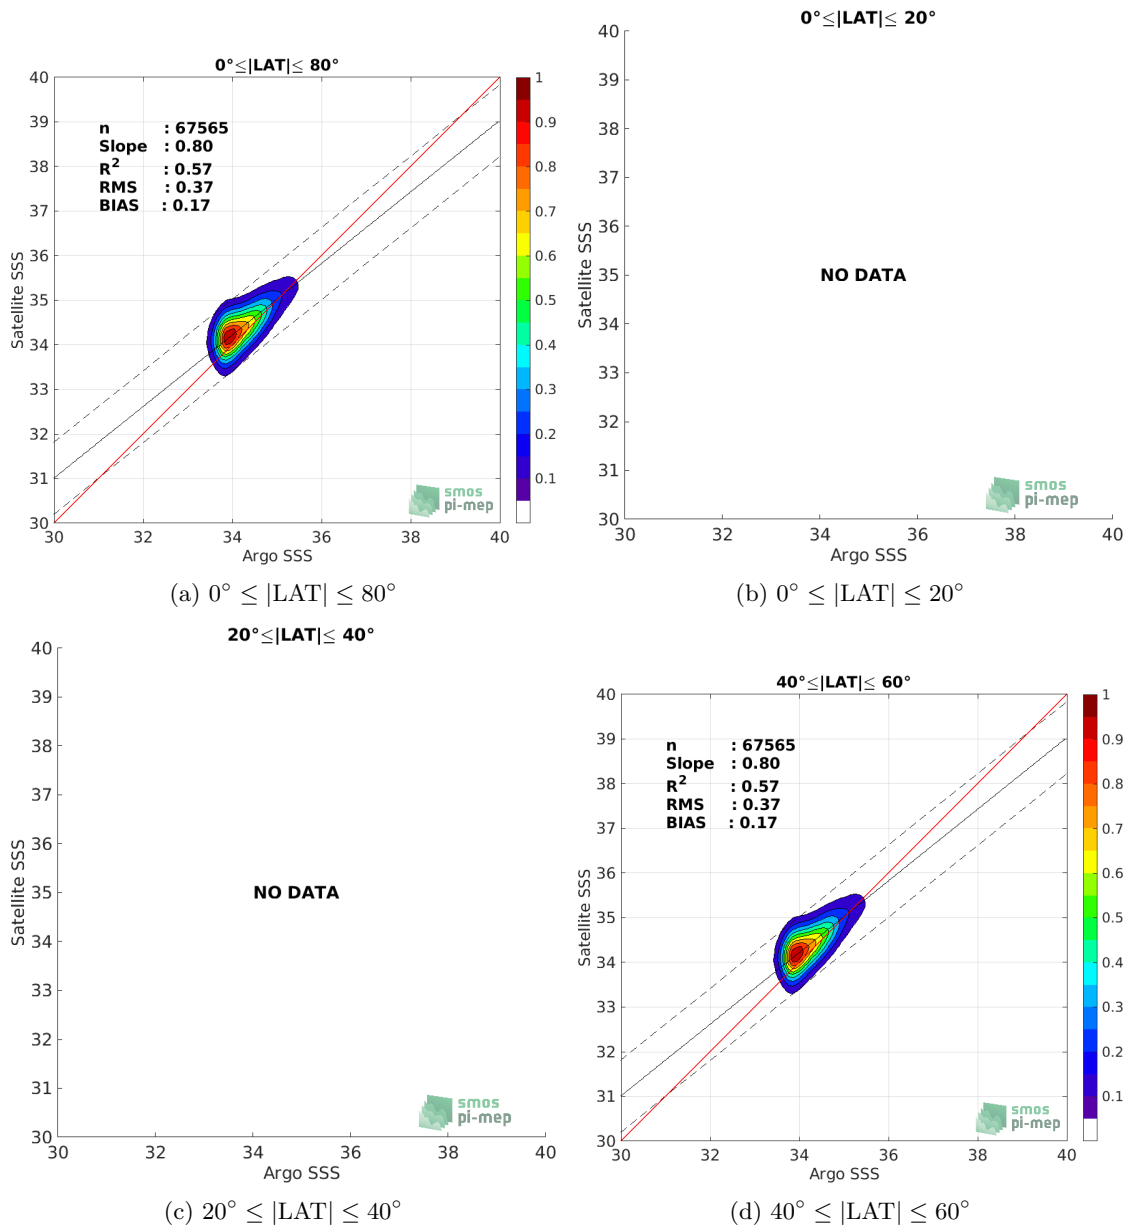 0°≤|LAT|≤ 80°
40
39
38
37
36
35
34
33
32
31
30
Satellite SSS
n : 67565
Slope : 0.80
R² : 0.57
RMS : 0.37
BIAS : 0.17
smos
pi-mep
30 32 34 36 38 40
Argo SSS
1
0.9
0.8
0.7
0.6
0.5
0.4
0.3
0.2
0.1
(a) 0° ≤ |LAT| ≤ 80°
0°≤|LAT|≤ 20°
40
39
38
37
36
35
34
33
32
31
30
Satellite SSS
NO DATA
smos
pi-mep
30 32 34 36 38 40
Argo SSS
(b) 0° ≤ |LAT| ≤ 20°
20°≤|LAT|≤ 40°
40
39
38
37
36
35
34
33
32
31
30
Satellite SSS
NO DATA
smos
pi-mep
30 32 34 36 38 40
Argo SSS
(c) 20° ≤ |LAT| ≤ 40°
40°≤|LAT|≤ 60°
40
39
38
37
36
35
34
33
32
31
30
Satellite SSS
n : 67565
Slope : 0.80
R² : 0.57
RMS : 0.37
BIAS : 0.17
smos
pi-mep
30 32 34 36 38 40
Argo SSS
1
0.9
0.8
0.7
0.6
0.5
0.4
0.3
0.2
0.1
(d) 40° ≤ |LAT| ≤ 60°